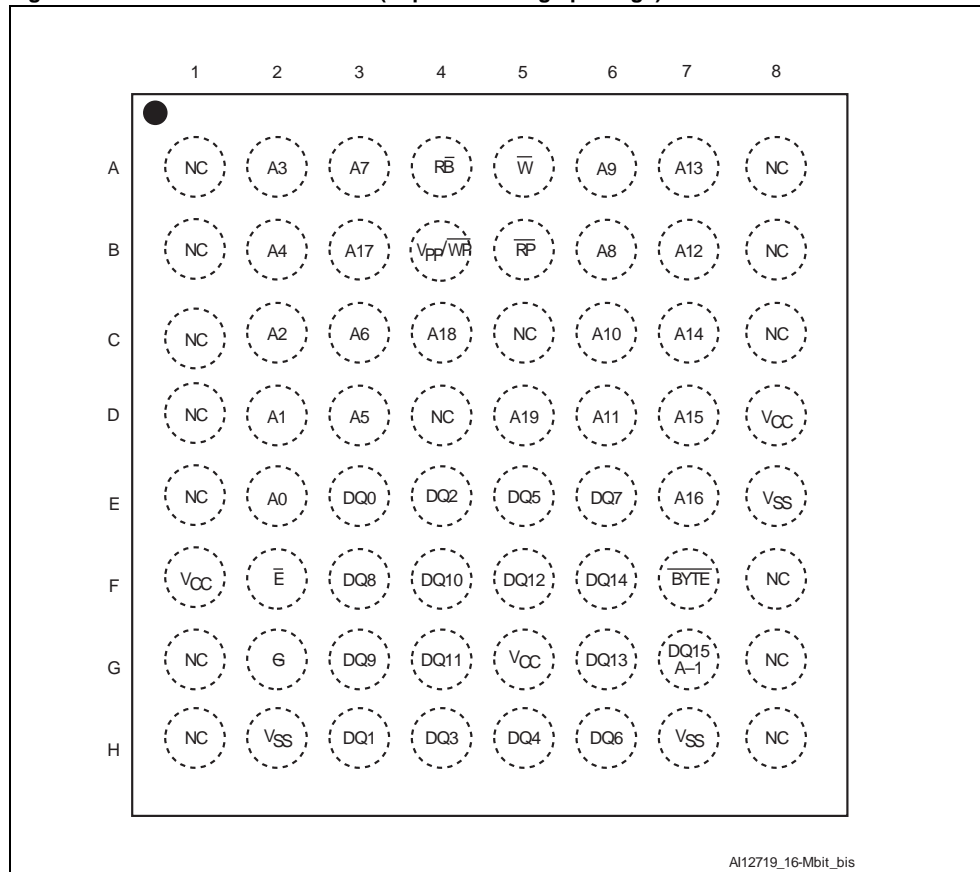 1 2 3 4 5 6 7 8
A NC A3 A7 RB̅ W̅ A9 A13 NC
B NC A4 A17 VPP/W̅P̅ R̅P̅ A8 A12 NC
C NC A2 A6 A18 NC A10 A14 NC
D NC A1 A5 NC A19 A11 A15 VCC
E NC A0 DQ0 DQ2 DQ5 DQ7 A16 VSS
F VCC E̅ DQ8 DQ10 DQ12 DQ14 B̅Y̅T̅E̅ NC
G NC G̅ DQ9 DQ11 VCC DQ13 DQ15 A–1 NC
H NC VSS DQ1 DQ3 DQ4 DQ6 VSS NC
AI12719_16-Mbit_bis